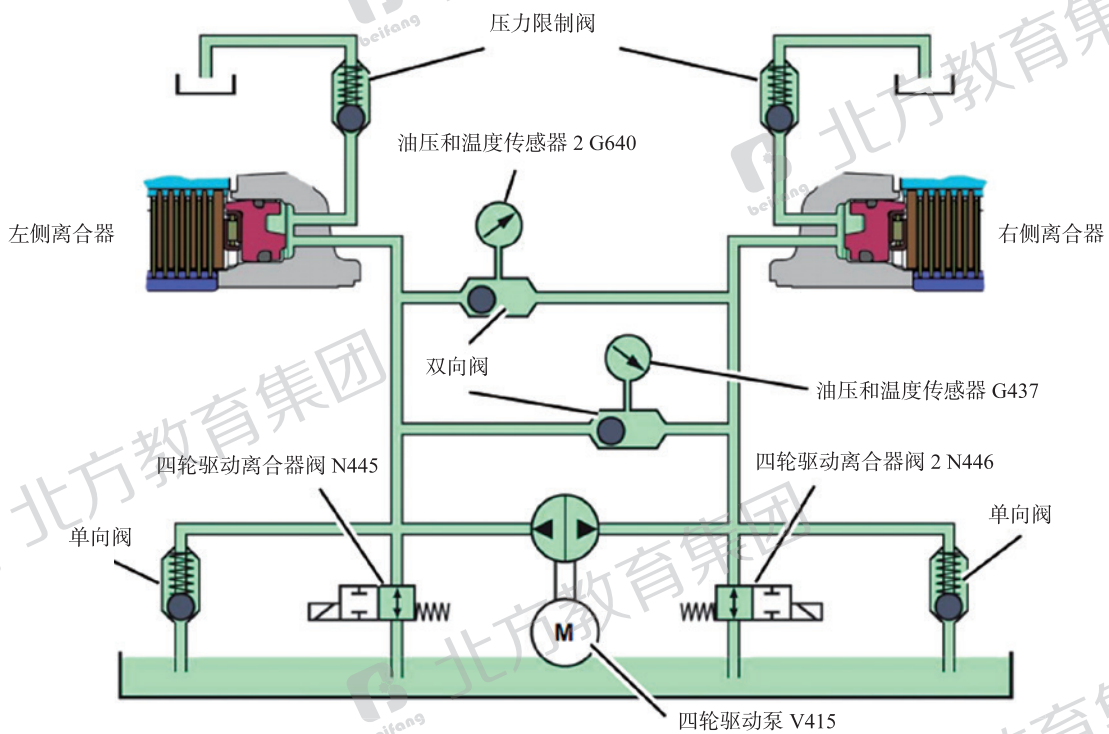 压力限制阀
油压和温度传感器 2 G640
左侧离合器
右侧离合器
双向阀
油压和温度传感器 G437
四轮驱动离合器阀 N445
四轮驱动离合器阀 2 N446
单向阀
单向阀
M
四轮驱动泵 V415
beifang
北方教育集团
beifang
北方教育集团
北方教育集团
beifang
北方教育集团